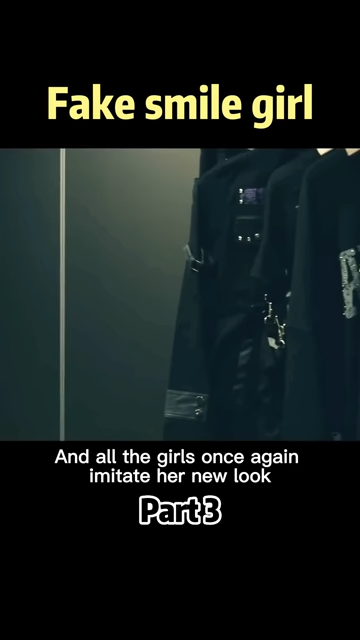 Fake smile girl
And all the girls once again
imitate her new look
Part 3